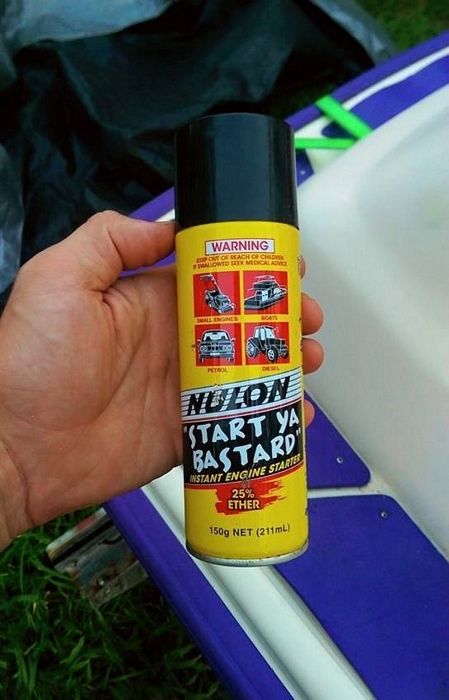 WARNING
KEEP OUT OF REACH OF CHILDREN
IF SWALLOWED SEEK MEDICAL ADVICE
SMALL ENGINES
BOATS
PETROL
DIESEL
NULON
"START YA
BASTARD"
INSTANT ENGINE STARTER
25%
ETHER
150g NET (211mL)